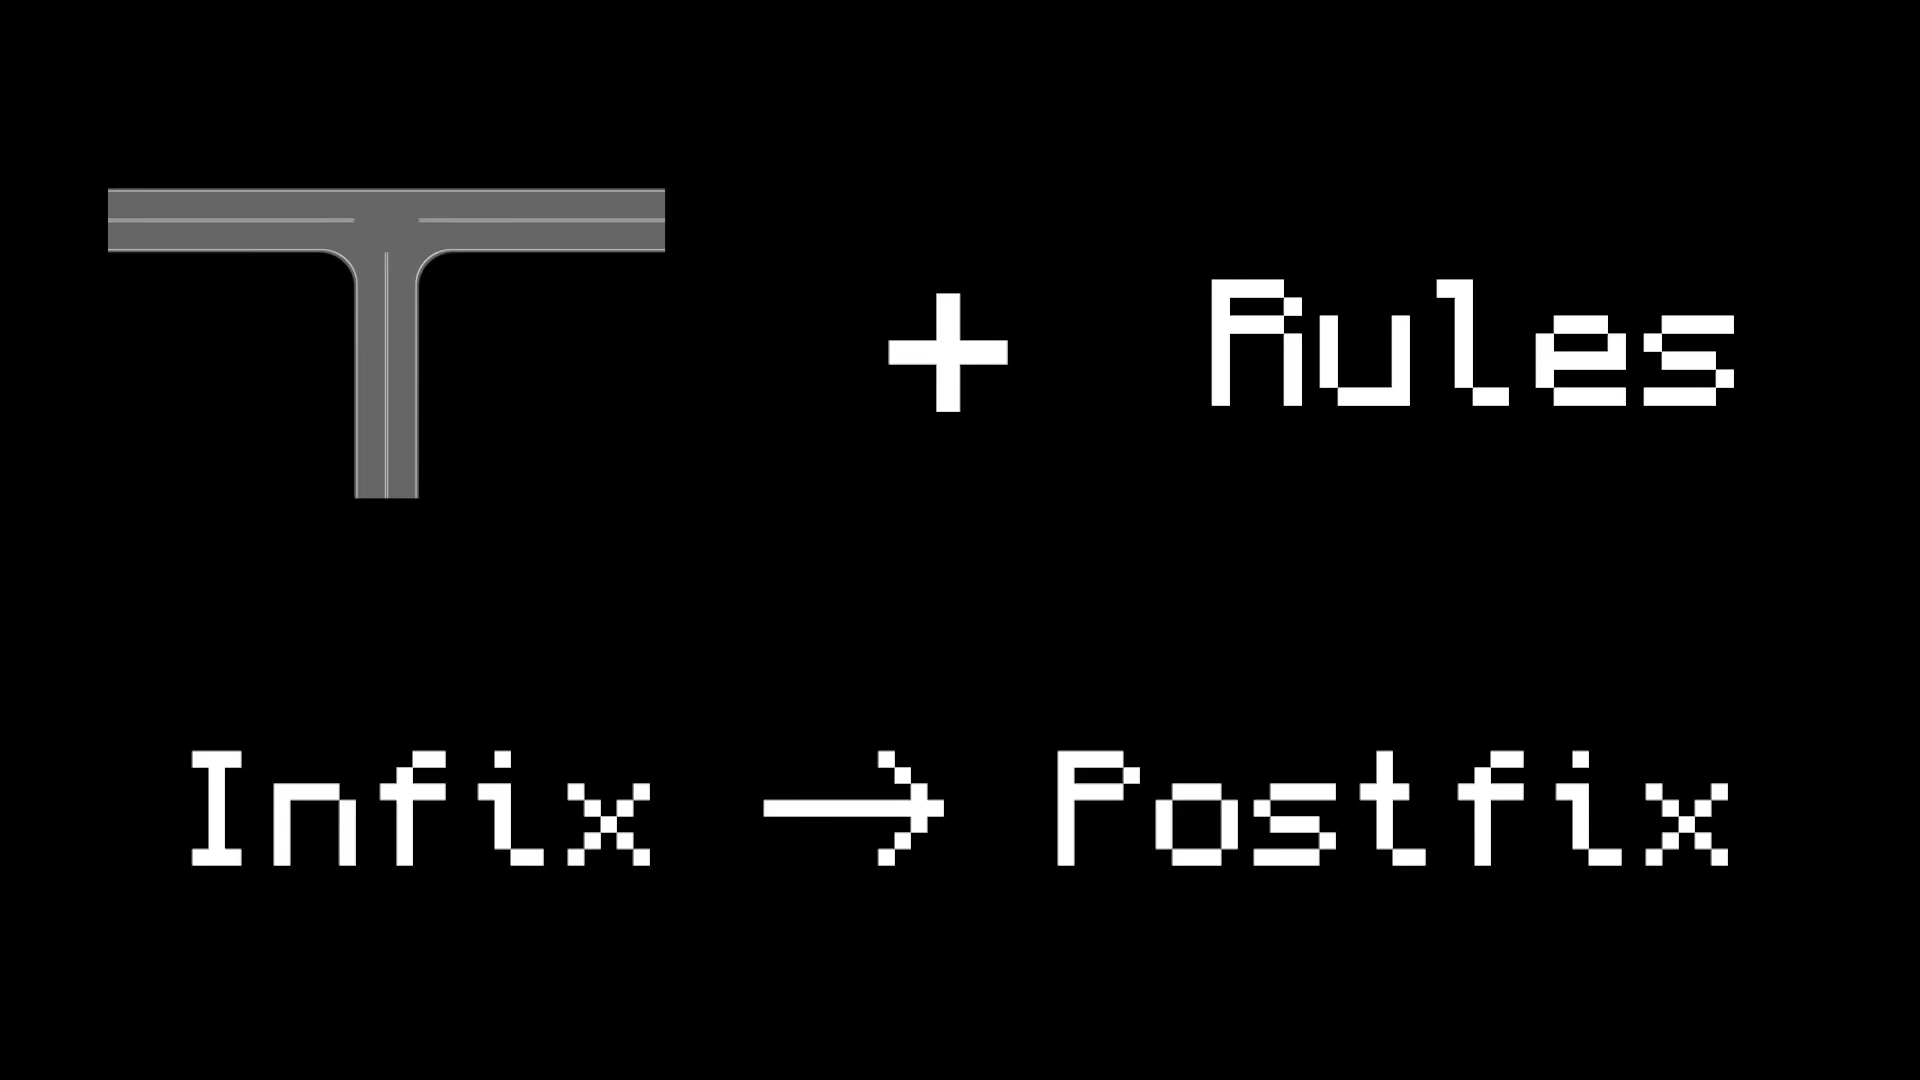 + Rules
Infix → Postfix